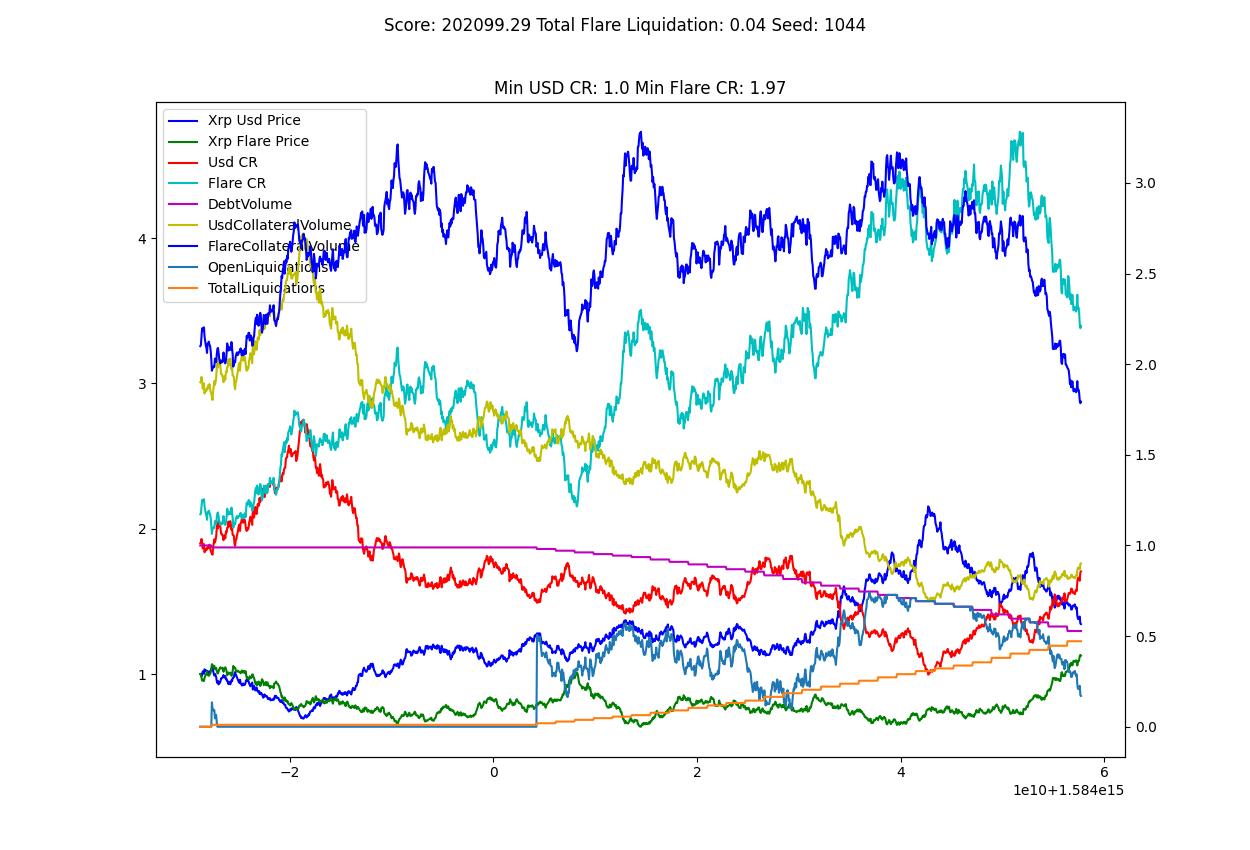 Score: 202099.29 Total Flare Liquidation: 0.04 Seed: 1044
Min USD CR: 1.0 Min Flare CR: 1.97
Xrp Usd Price
Xrp Flare Price
Usd CR
Flare CR
DebtVolume
UsdCollateralVolume
FlareCollateralVolume
OpenLiquidations
TotalLiquidations
4
3
2
1
3.0
2.5
2.0
1.5
1.0
0.5
0.0
−2
0
2
4
6
1e10+1.584e15